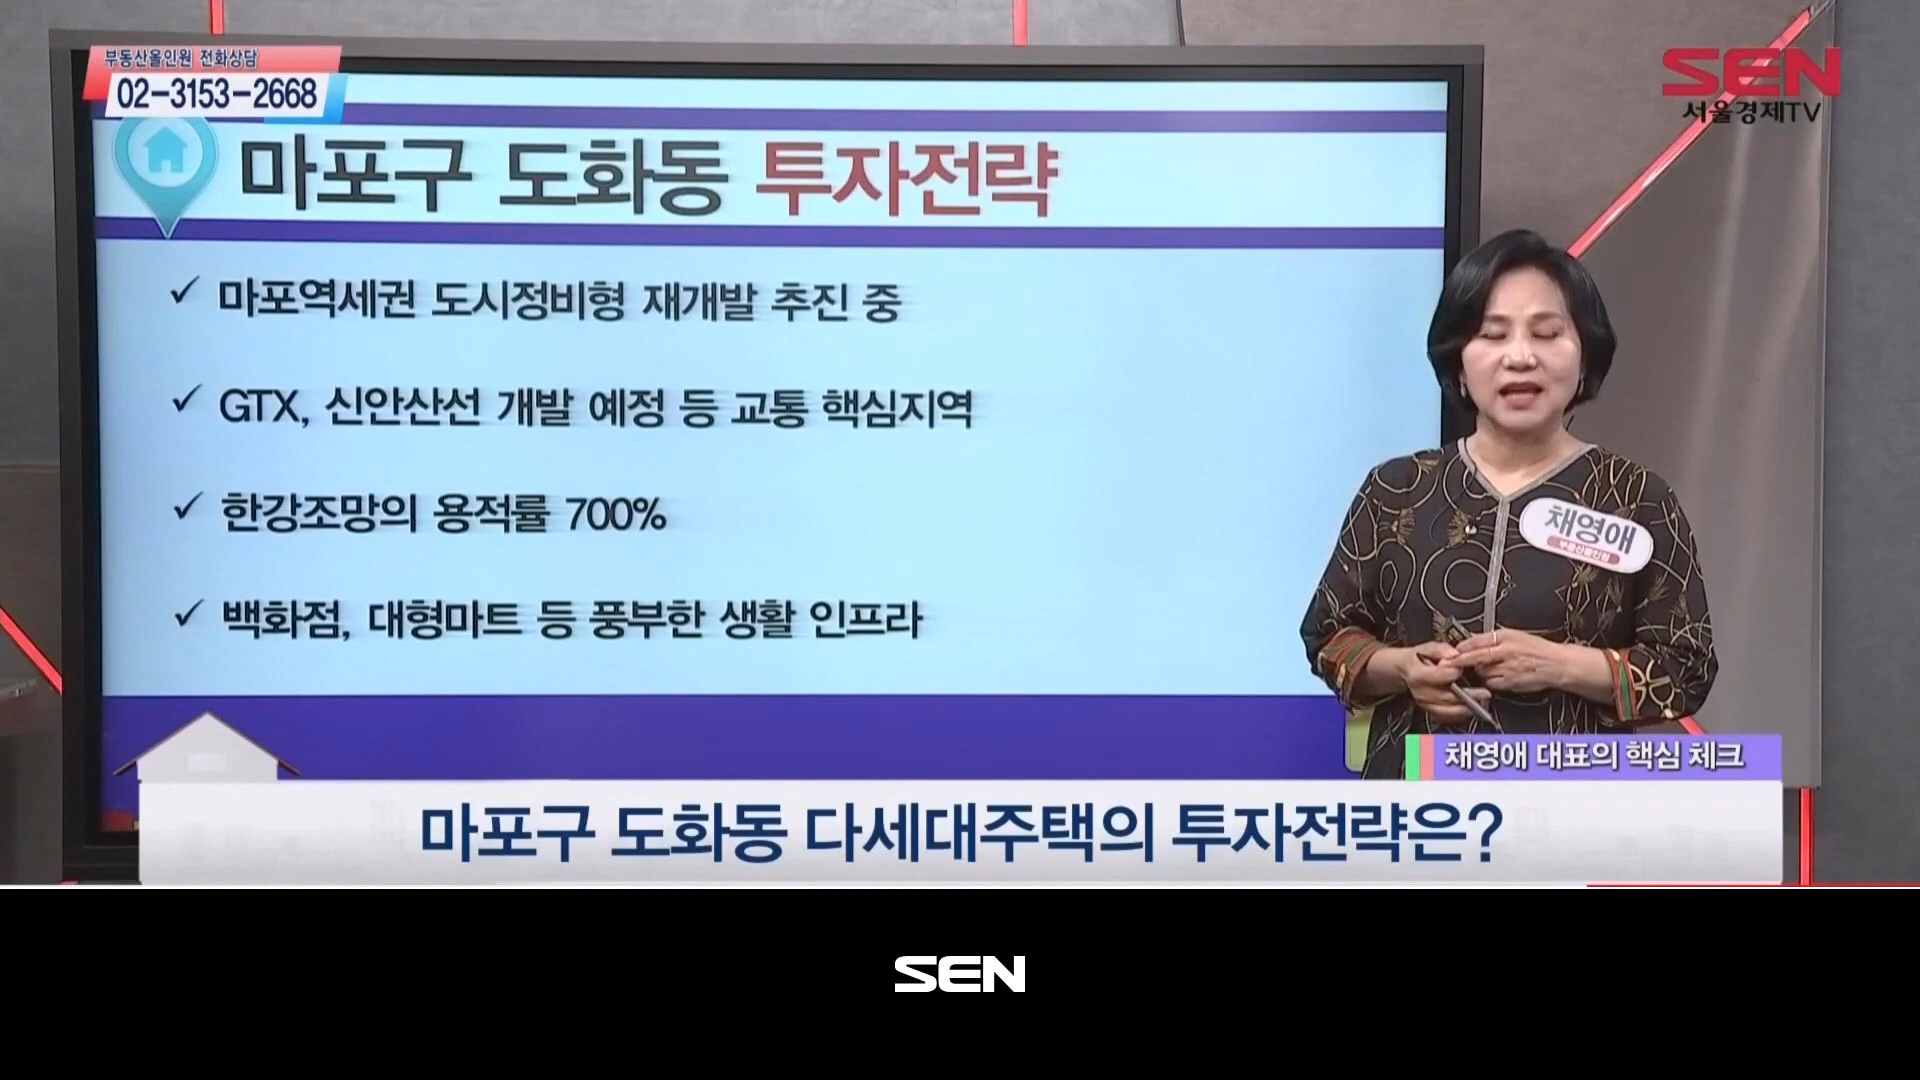 부동산올인원 전화상담
02-3153-2668
SEN
서울경제TV
마포구 도화동 투자전략
✓ 마포역세권 도시정비형 재개발 추진 중
✓ GTX, 신안산선 개발 예정 등 교통 핵심지역
✓ 한강조망의 용적률 700%
✓ 백화점, 대형마트 등 풍부한 생활 인프라
채영애
부동산올인원
채영애 대표의 핵심 체크
마포구 도화동 다세대주택의 투자전략은?
SEN